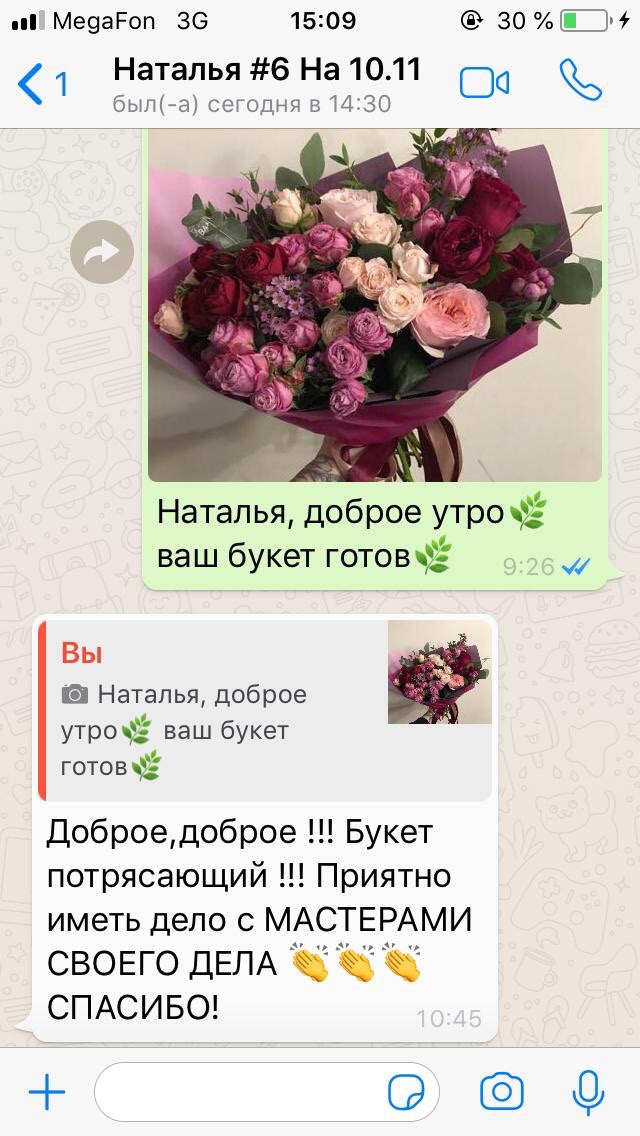 MegaFon 3G 15:09 30 %
1 Наталья #6 На 10.11
был(-а) сегодня в 14:30
Наталья, доброе утро🌿
ваш букет готов🌿 9:26
Вы
Наталья, доброе
утро🌿 ваш букет
готов🌿
Доброе,доброе !!! Букет
потрясающий !!! Приятно
иметь дело с МАСТЕРАМИ
СВОЕГО ДЕЛА 👏👏👏
СПАСИБО! 10:45